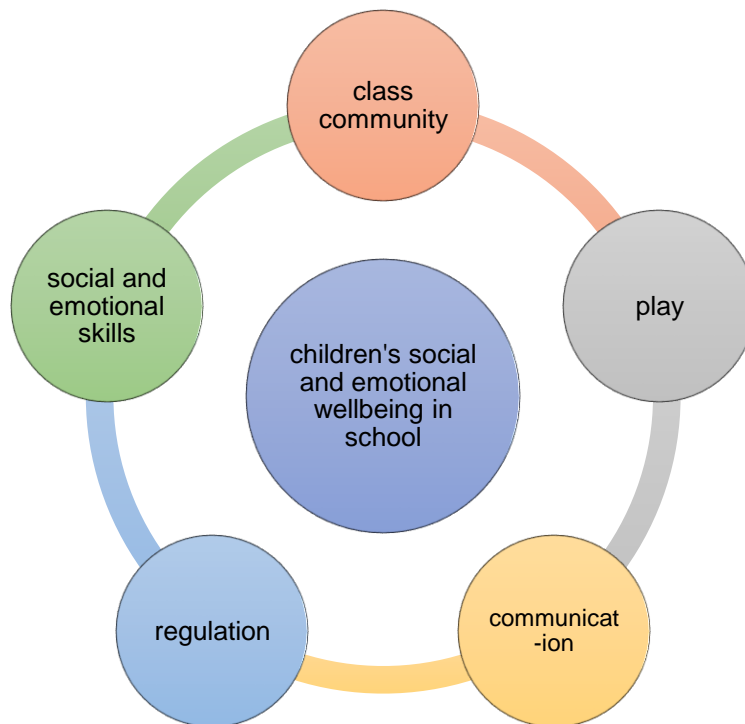 class
community
play
communicat
-ion
regulation
social and
emotional
skills
children's social
and emotional
wellbeing in
school